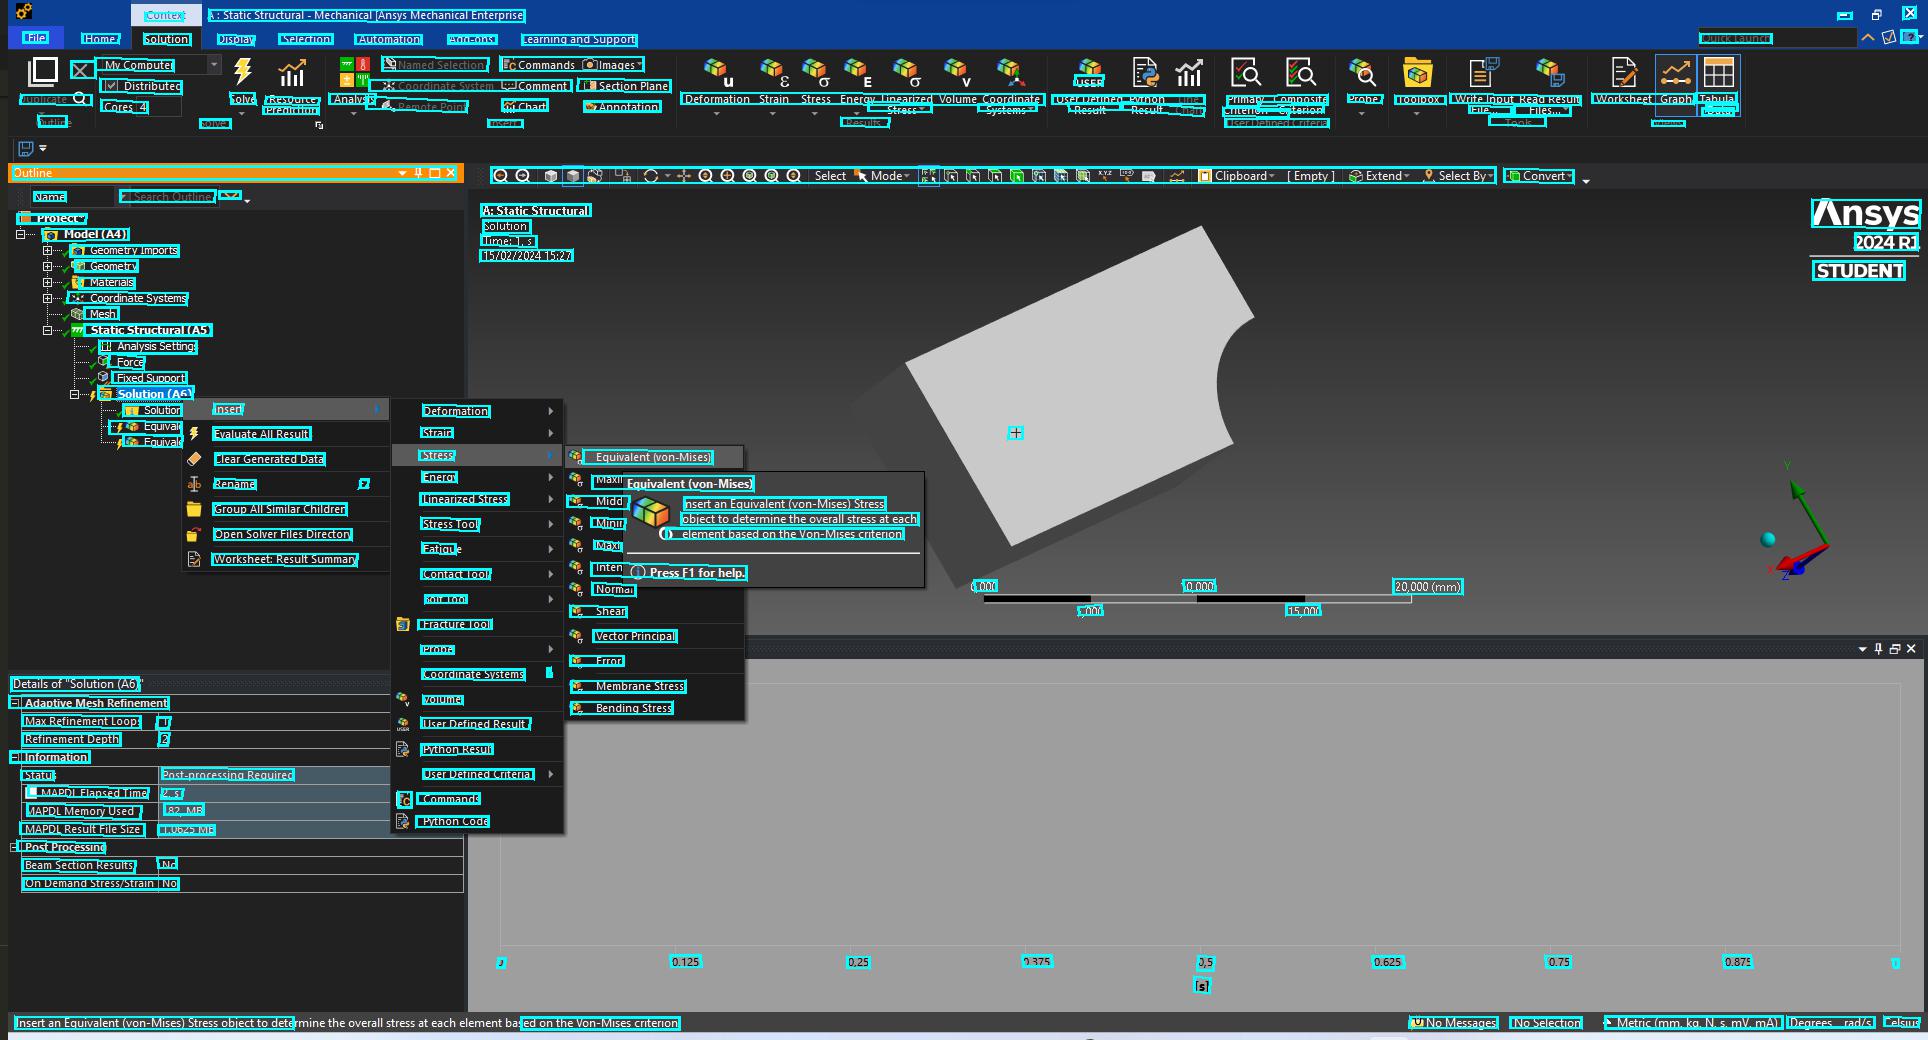 Context
A : Static Structural - Mechanical [Ansys Mechanical Enterprise
File Home Solution Display Selection Automation Add-ons Learning and Support
Quick Launch
My Computer
Distributed
Cores 4
Duplicate
Outline
Solve
Resource Prediction
Solve
Analysis
Named Selection
Coordinate System
Remote Point
Commands
Comment
Chart
Images
Section Plane
Annotation
Insert
Deformation
Strain
Stress
Energy
Linearized Stress
Volume
Coordinate Systems
Results
User Defined Result
Python Result
Primary Criterion
Composite Criterion
User Defined Criteria
Probe
Toolbox
Write Input File...
Read Result Files...
Tools
Worksheet
Graph
Tabular Data
Outline
Name
Search Outline
Project*
Model (A4)
Geometry Imports
Geometry
Materials
Coordinate Systems
Mesh
Static Structural (A5
Analysis Settings
Force
Fixed Support
Solution (A6)
Solution
Equival
Equival
Select
Mode
Clipboard
[ Empty ]
Extend
Select By
Convert
A: Static Structural
Solution
Time: 1, s
15/02/2024 15:27
Ansys
2024 R1
STUDENT
Insert
Evaluate All Result
Clear Generated Data
Rename F2
Group All Similar Children
Open Solver Files Directory
Worksheet: Result Summary
Deformation
Strain
Stress
Energy
Linearized Stress
Stress Tool
Fatigue
Contact Tool
Bolt Tool
Fracture Tool
Probe
Coordinate Systems
Volume
User Defined Result
Python Result
User Defined Criteria
Commands
Python Code
Equivalent (von-Mises)
Maxi
Midd
Minin
Maxi
Inten
Normal
Shear
Vector Principal
Error
Membrane Stress
Bending Stress
Equivalent (von-Mises)
Insert an Equivalent (von-Mises) Stress
object to determine the overall stress at each
element based on the Von-Mises criterion
Press F1 for help.
0,000
10,000
20,000 (mm)
5,000
15,000
Y
X
Z
Details of "Solution (A6)"
Adaptive Mesh Refinement
Max Refinement Loops 1
Refinement Depth 2
Information
Status Post-processing Required
MAPDL Elapsed Time 2, s
MAPDL Memory Used 82, MB
MAPDL Result File Size 1,0625 MB
Post Processing
Beam Section Results No
On Demand Stress/Strain No
0.125 0,25 0.375 0,5 0.625 0.75 0.875 1
[s]
Insert an Equivalent (von-Mises) Stress object to determine the overall stress at each element based on the Von-Mises criterion
No Messages
No Selection
Metric (mm, kg, N, s, mV, mA)
Degrees
rad/s
Celsius